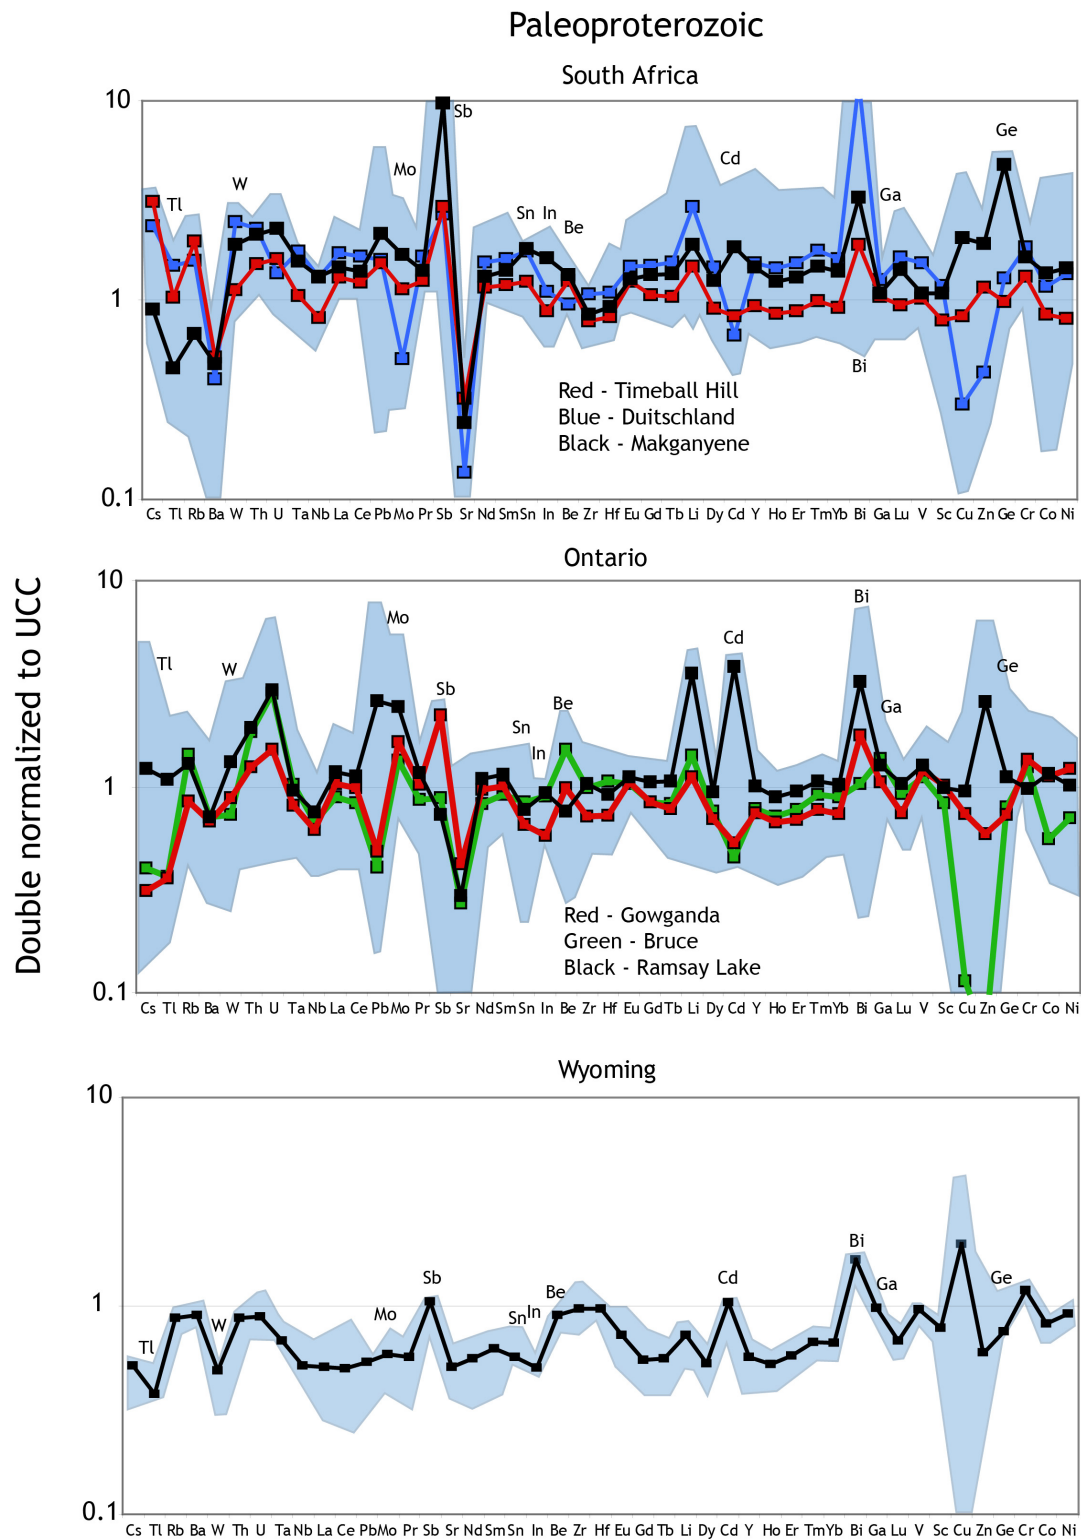 Paleoproterozoic
South Africa
10
Sb
Ge
Cd
Mo
W
Tl
Ga
Sn In
Be
1
Bi
Red - Timeball Hill
Blue - Duitschland
Black - Makganyene
0.1
Cs Tl Rb Ba W Th U Ta Nb La Ce Pb Mo Pr Sb Sr Nd Sm Sn In Be Zr Hf Eu Gd Tb Li Dy Cd Y Ho Er Tm Yb Bi Ga Lu V Sc Cu Zn Ge Cr Co Ni
Double normalized to UCC
Ontario
10
Bi
Mo
Cd
Tl
W
Ge
Sb
Be
Ga
Sn
In
1
Red - Gowganda
Green - Bruce
Black - Ramsay Lake
0.1
Cs Tl Rb Ba W Th U Ta Nb La Ce Pb Mo Pr Sb Sr Nd Sm Sn In Be Zr Hf Eu Gd Tb Li Dy Cd Y Ho Er Tm Yb Bi Ga Lu V Sc Cu Zn Ge Cr Co Ni
Wyoming
10
Bi
Sb
Cd
Ge
Ga
Be
1
Mo
Sn In
W
Tl
0.1
Cs Tl Rb Ba W Th U Ta Nb La Ce Pb Mo Pr Sb Sr Nd Sm Sn In Be Zr Hf Eu Gd Tb Li Dy Cd Y Ho Er Tm Yb Bi Ga Lu V Sc Cu Zn Ge Cr Co Ni